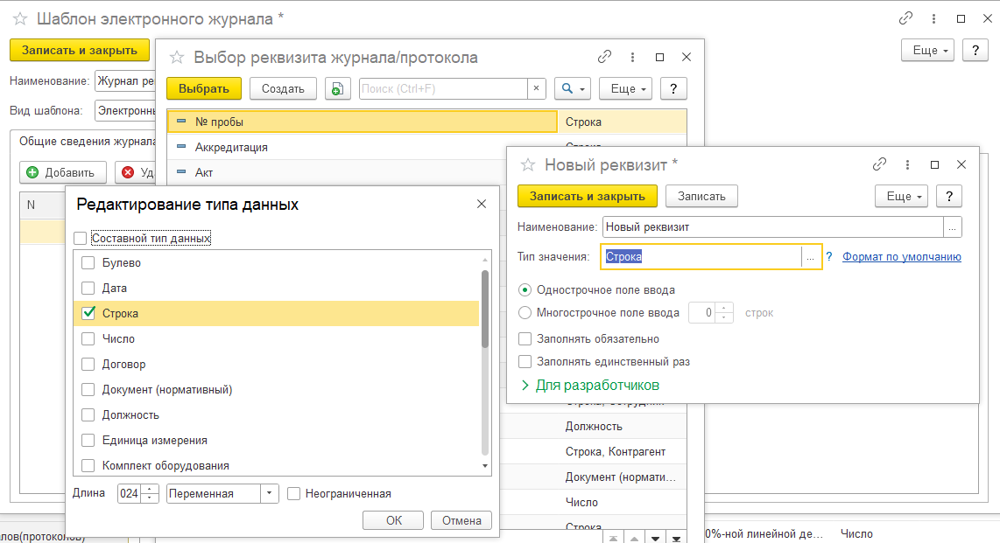 Шаблон электронного журнала *
Записать и закрыть
Еще
?
Наименование: Журнал ре
Вид шаблона: Электронны
Общие сведения журнала
Добавить
Уда
N
Выбор реквизита журнала/протокола
Выбрать
Создать
Поиск (Ctrl+F)
×
Еще
?
№ пробы Строка
Аккредитация Строка
Акт
Строка, Сотрудник
Должность
Строка, Контрагент
Документ (нормати...
Число
Строка
Новый реквизит *
Записать и закрыть
Записать
Еще
?
Наименование: Новый реквизит ...
Тип значения: Строка ... ? Формат по умолчанию
Однострочное поле ввода
Многострочное поле ввода 0 строк
Заполнять обязательно
Заполнять единственный раз
Для разработчиков
Редактирование типа данных
Составной тип данных
Булево
Дата
Строка
Число
Договор
Документ (нормативный)
Должность
Единица измерения
Комплект оборудования
Длина 024 Переменная Неограниченная
ОК
Отмена
алов(протоколов)
0%-ной линейной де... Число